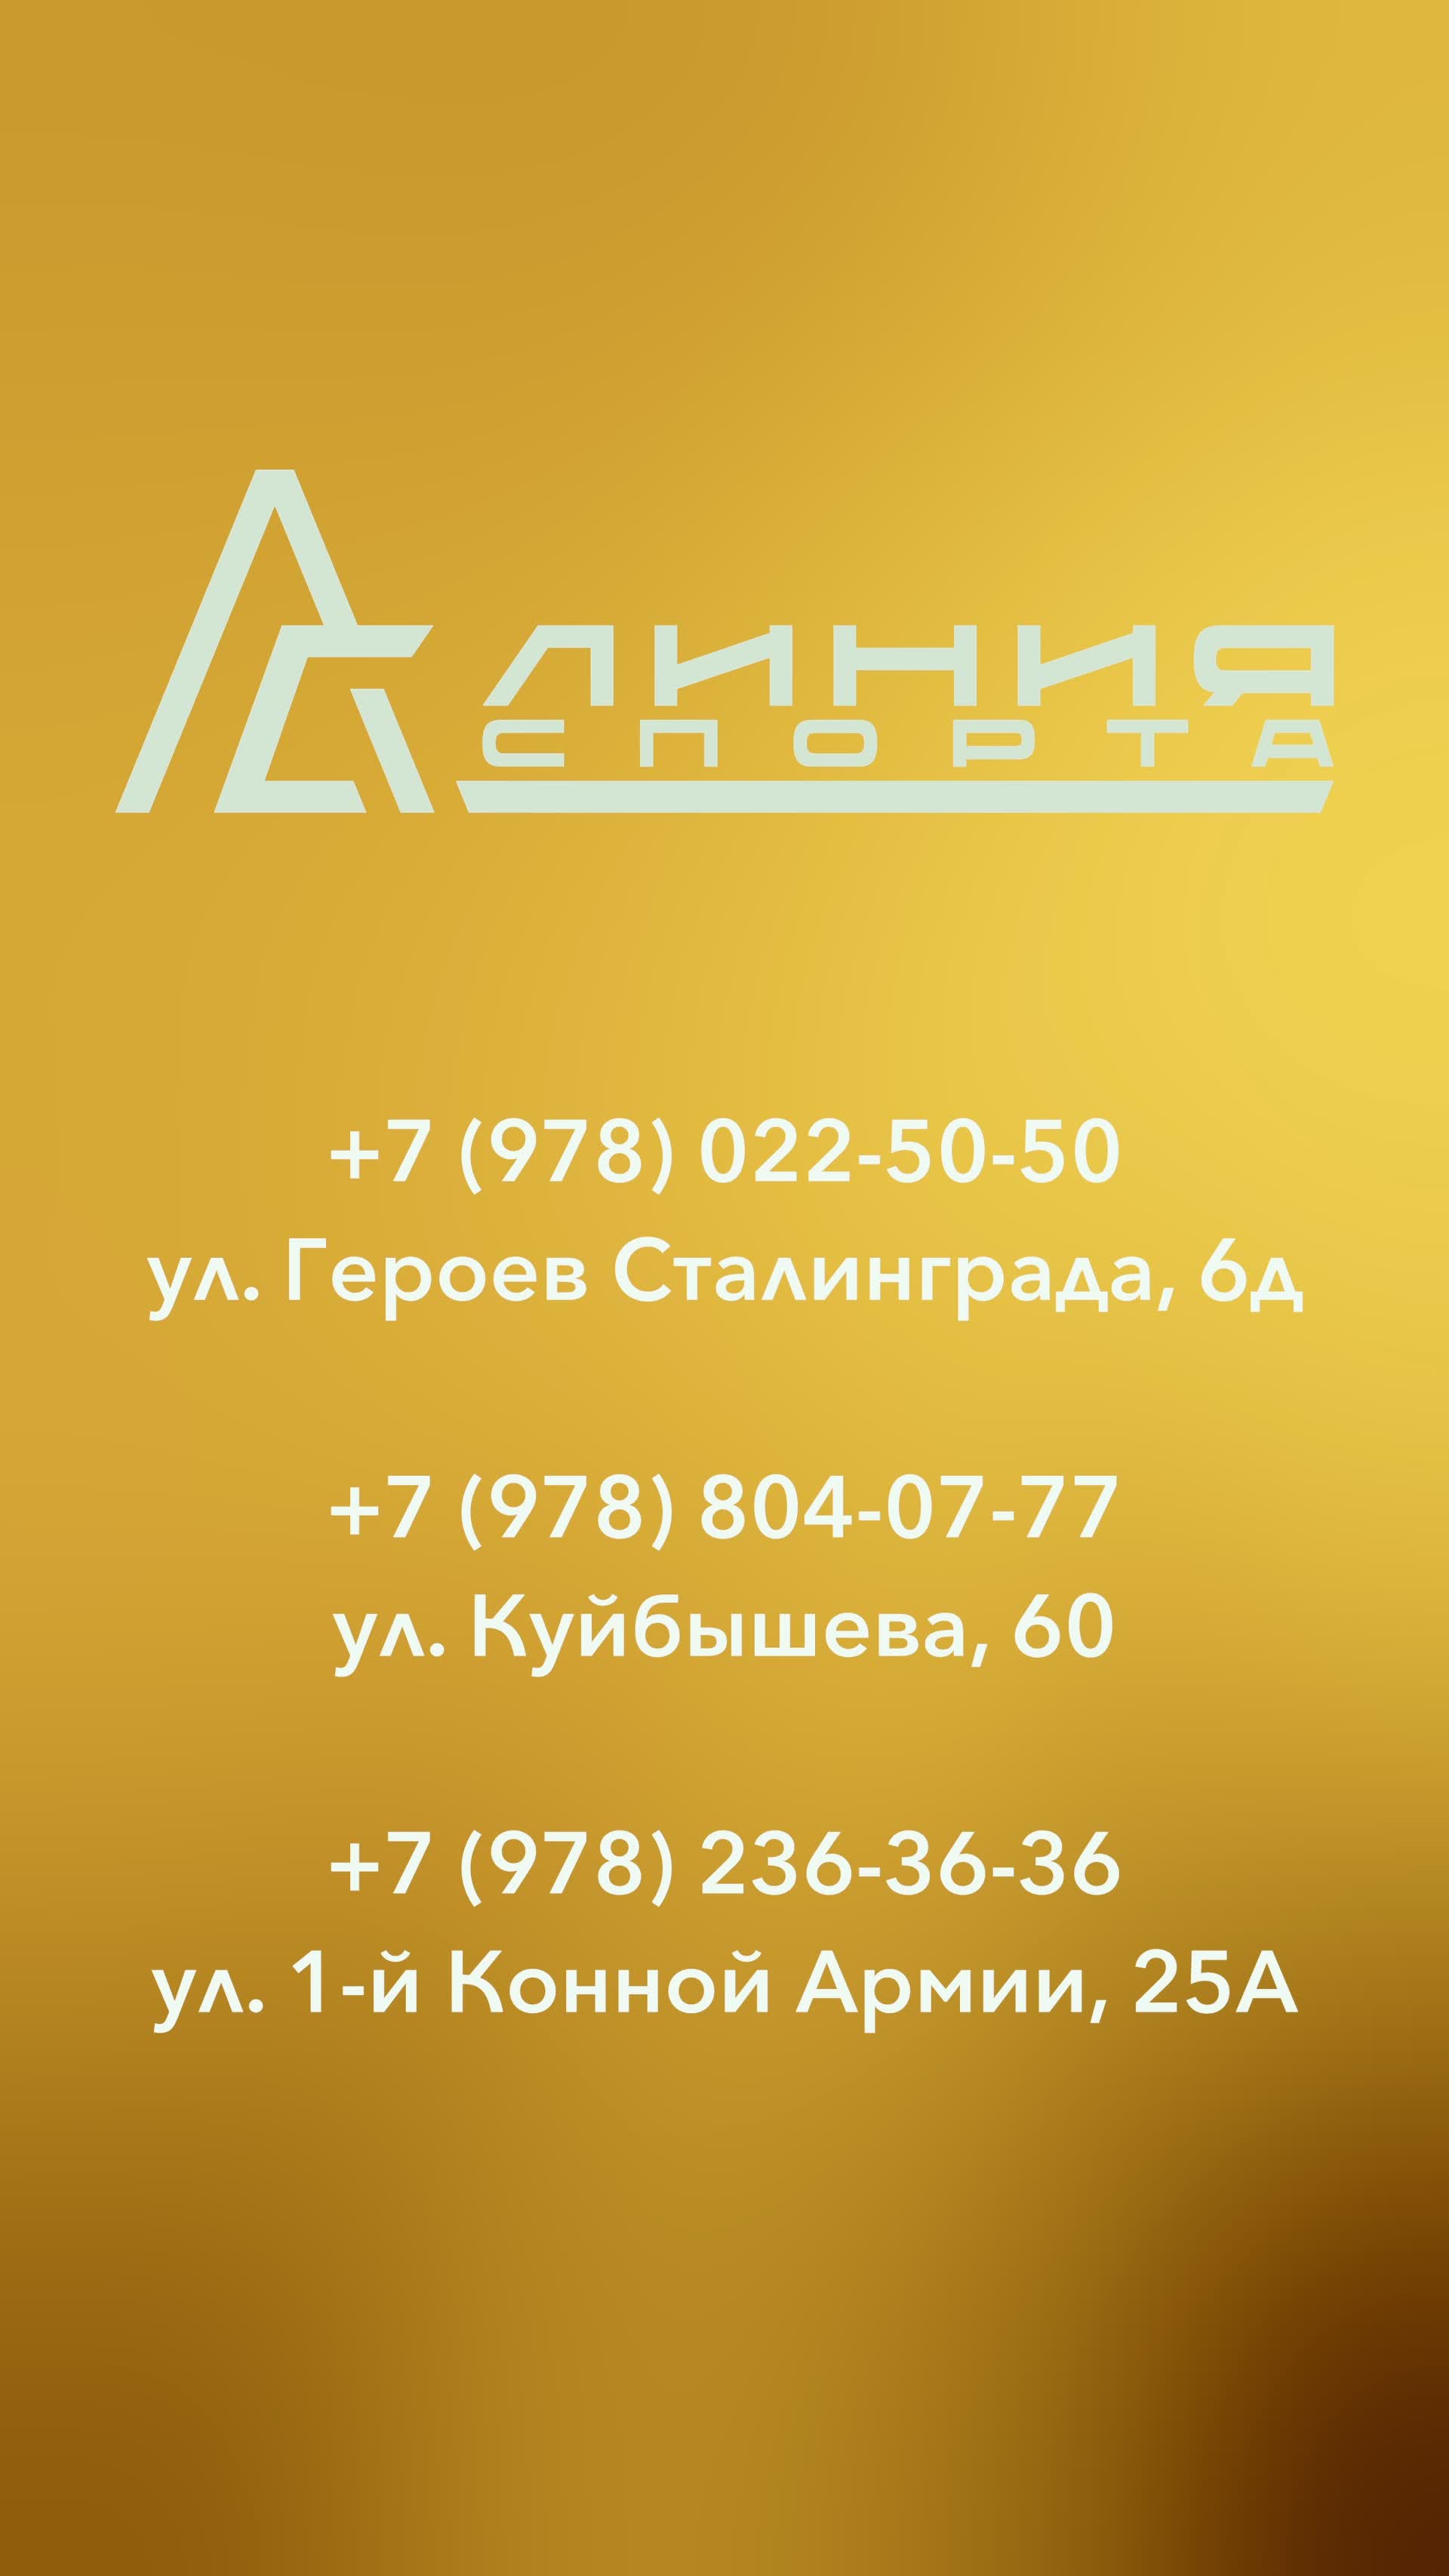 ЛИНИЯ
СПОРТА
+7 (978) 022-50-50
ул. Героев Сталинграда, 6д
+7 (978) 804-07-77
ул. Куйбышева, 60
+7 (978) 236-36-36
ул. 1-й Конной Армии, 25А